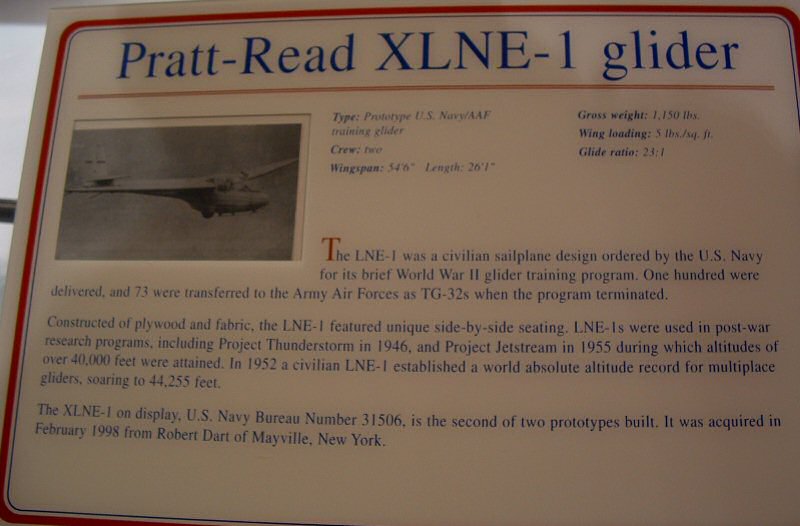 Pratt-Read XLNE-1 glider
Type: Prototype U.S. Navy/AAF
training glider
Crew: two
Wingspan: 54'6" Length: 26'1"
Gross weight: 1,150 lbs.
Wing loading: 5 lbs./sq. ft.
Glide ratio: 23:1
The LNE-1 was a civilian sailplane design ordered by the U.S. Navy
for its brief World War II glider training program. One hundred were
delivered, and 73 were transferred to the Army Air Forces as TG-32s when the program terminated.
Constructed of plywood and fabric, the LNE-1 featured unique side-by-side seating. LNE-1s were used in post-war
research programs, including Project Thunderstorm in 1946, and Project Jetstream in 1955 during which altitudes of
over 40,000 feet were attained. In 1952 a civilian LNE-1 established a world absolute altitude record for multiplace
gliders, soaring to 44,255 feet.
The XLNE-1 on display, U.S. Navy Bureau Number 31506, is the second of two prototypes built. It was acquired in
February 1998 from Robert Dart of Mayville, New York.